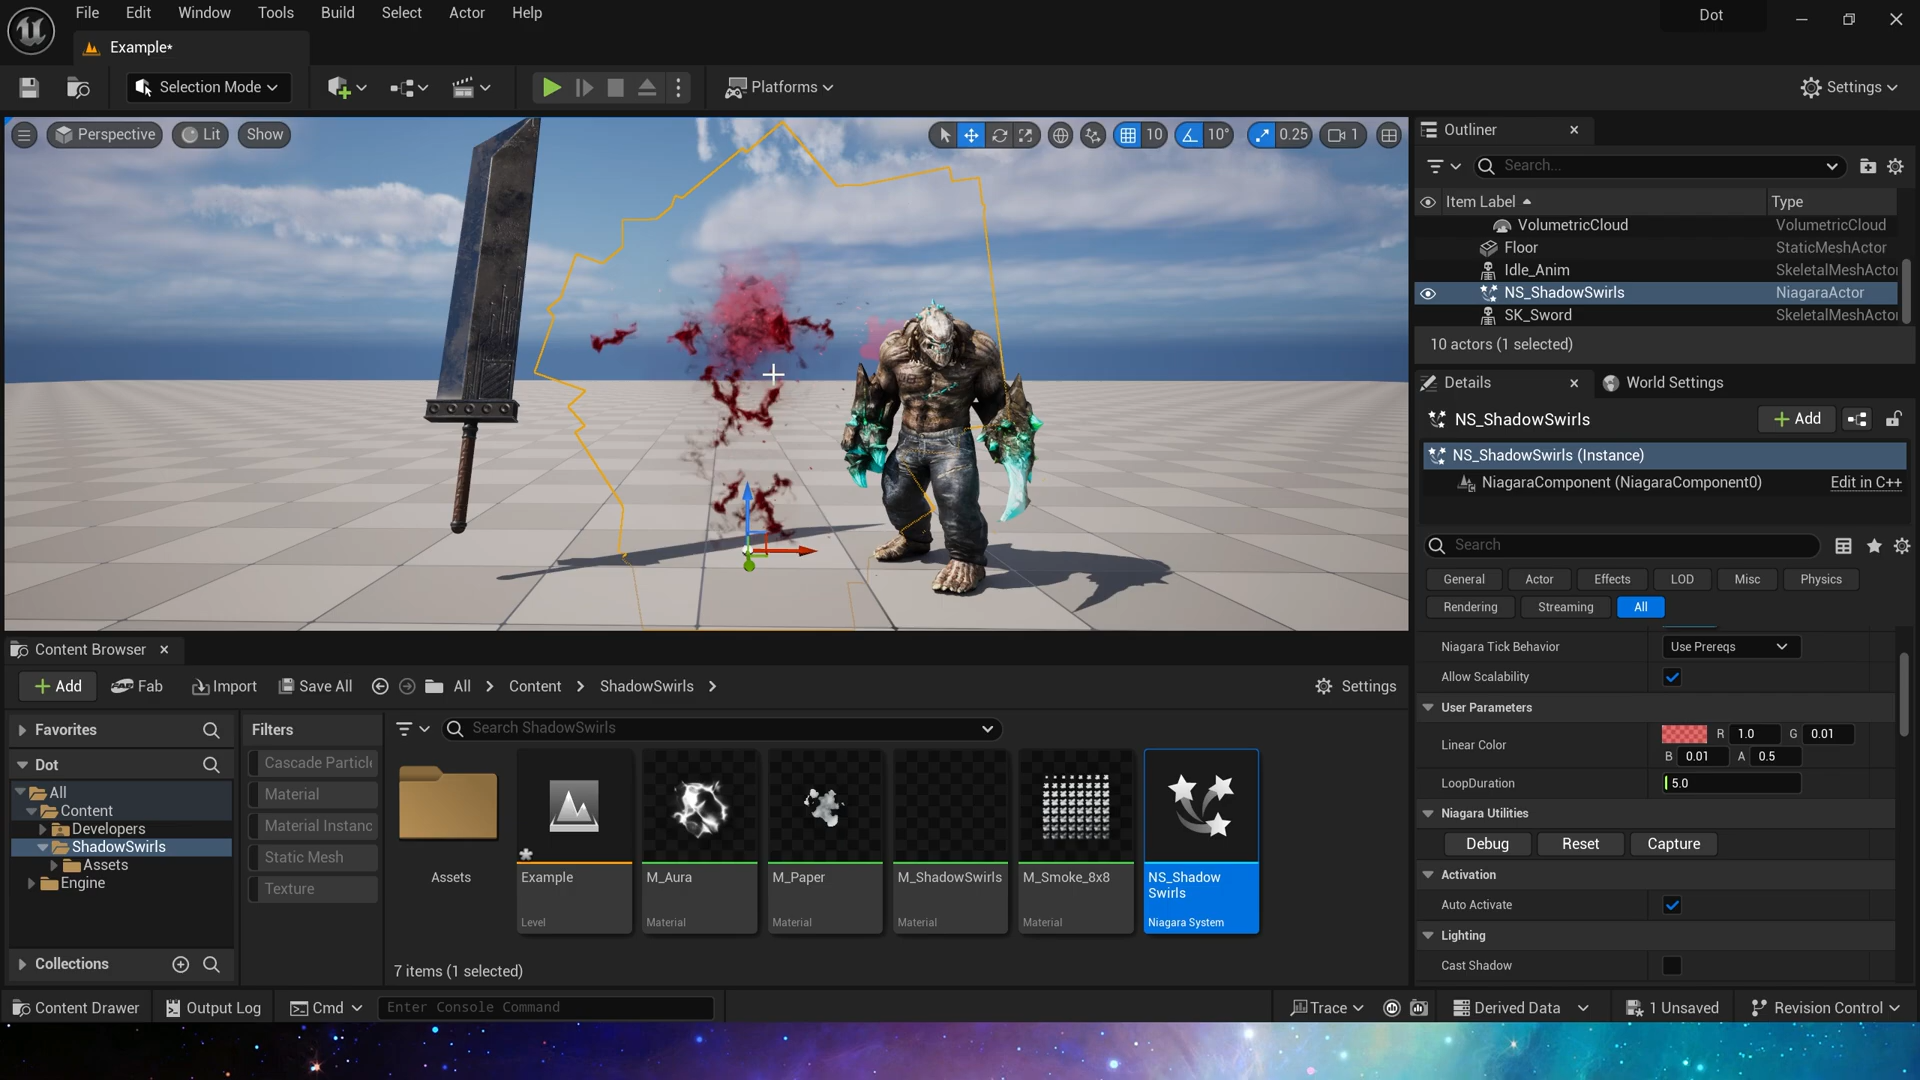 File Edit Window Tools Build Select Actor Help
Dot
Example*
Selection Mode
Platforms
Settings
Perspective
Lit
Show
10
10°
0.25
1
Outliner
Search...
Item Label
Type
VolumetricCloud VolumetricCloud
Floor StaticMeshActor
Idle_Anim SkeletalMeshActo
NS_ShadowSwirls NiagaraActor
SK_Sword SkeletalMeshActo
10 actors (1 selected)
Details
World Settings
NS_ShadowSwirls
Add
NS_ShadowSwirls (Instance)
NiagaraComponent (NiagaraComponent0) Edit in C++
Search
General Actor Effects LOD Misc Physics
Rendering Streaming All
Niagara Tick Behavior Use Prereqs
Allow Scalability
User Parameters
Linear Color R 1.0 G 0.01
B 0.01 A 0.5
LoopDuration 5.0
Niagara Utilities
Debug Reset Capture
Activation
Auto Activate
Lighting
Cast Shadow
Content Browser
Add Fab Import Save All All Content ShadowSwirls Settings
Favorites
Dot
All
Content
Developers
ShadowSwirls
Assets
Engine
Collections
Filters
Cascade Particle
Material
Material Instanc
Static Mesh
Texture
Search ShadowSwirls
Assets
Example
Level
M_Aura
Material
M_Paper
Material
M_ShadowSwirls
Material
M_Smoke_8x8
Material
NS_Shadow
Swirls
Niagara System
7 items (1 selected)
Content Drawer Output Log Cmd Enter Console Command Trace Derived Data 1 Unsaved Revision Control